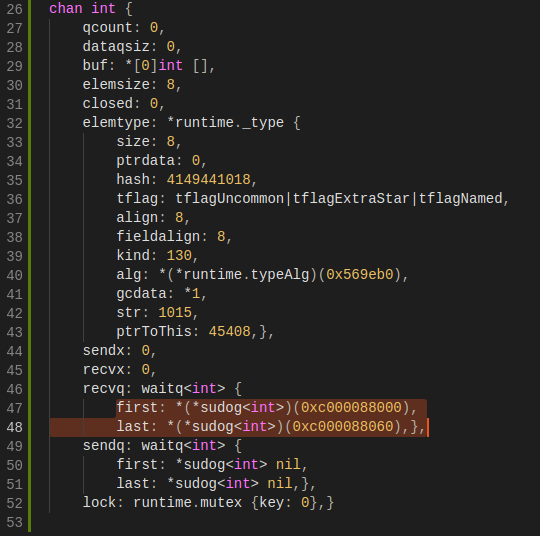 26 chan int {
27 qcount: 0,
28 dataqsiz: 0,
29 buf: *[0]int [],
30 elemsize: 8,
31 closed: 0,
32 elemtype: *runtime._type {
33 size: 8,
34 ptrdata: 0,
35 hash: 4149441018,
36 tflag: tflagUncommon|tflagExtraStar|tflagNamed,
37 align: 8,
38 fieldalign: 8,
39 kind: 130,
40 alg: *(*runtime.typeAlg)(0x569eb0),
41 gcdata: *1,
42 str: 1015,
43 ptrToThis: 45408,},
44 sendx: 0,
45 recvx: 0,
46 recvq: waitq<int> {
47 first: *(*sudog<int>)(0xc000088000),
48 last: *(*sudog<int>)(0xc000088060),},
49 sendq: waitq<int> {
50 first: *sudog<int> nil,
51 last: *sudog<int> nil,},
52 lock: runtime.mutex {key: 0},}
53